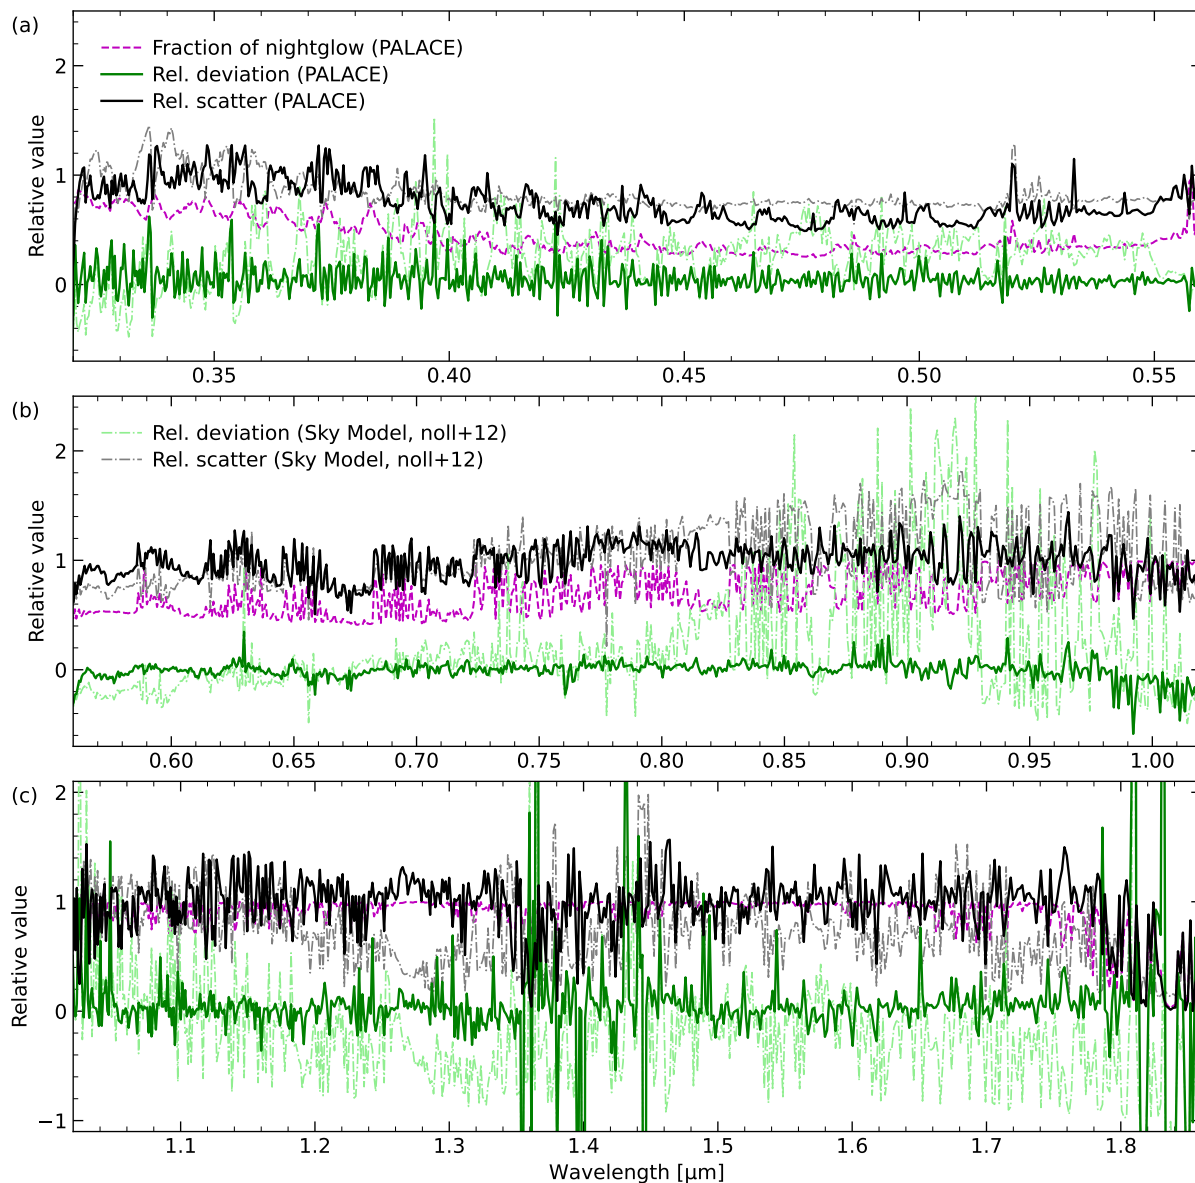 (a)
Fraction of nightglow (PALACE)
Rel. deviation (PALACE)
Rel. scatter (PALACE)
Relative value
2
1
0
0.35 0.40 0.45 0.50 0.55
(b)
Rel. deviation (Sky Model, noll+12)
Rel. scatter (Sky Model, noll+12)
Relative value
2
1
0
0.60 0.65 0.70 0.75 0.80 0.85 0.90 0.95 1.00
(c)
Relative value
2
1
0
−1
1.1 1.2 1.3 1.4 1.5 1.6 1.7 1.8
Wavelength [μm]